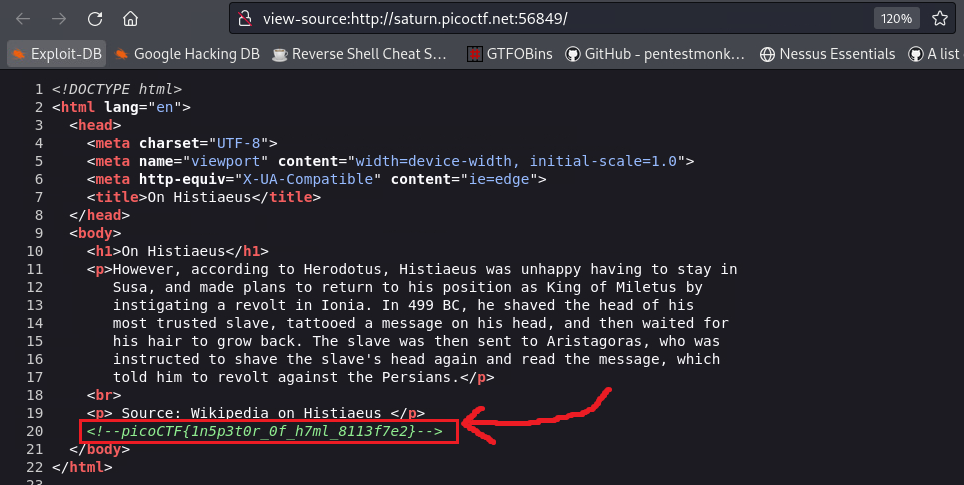 view-source:http://saturn.picoctf.net:56849/
120%
Exploit-DB Google Hacking DB Reverse Shell Cheat S... GTFOBins GitHub - pentestmonk... Nessus Essentials A list
1 <!DOCTYPE html>
2 <html lang="en">
3 <head>
4 <meta charset="UTF-8">
5 <meta name="viewport" content="width=device-width, initial-scale=1.0">
6 <meta http-equiv="X-UA-Compatible" content="ie=edge">
7 <title>On Histiaeus</title>
8 </head>
9 <body>
10 <h1>On Histiaeus</h1>
11 <p>However, according to Herodotus, Histiaeus was unhappy having to stay in
12 Susa, and made plans to return to his position as King of Miletus by
13 instigating a revolt in Ionia. In 499 BC, he shaved the head of his
14 most trusted slave, tattooed a message on his head, and then waited for
15 his hair to grow back. The slave was then sent to Aristagoras, who was
16 instructed to shave the slave's head again and read the message, which
17 told him to revolt against the Persians.</p>
18 <br>
19 <p> Source: Wikipedia on Histiaeus </p>
20 <!--picoCTF{1n5p3t0r_0f_h7ml_8113f7e2}-->
21 </body>
22 </html>
23